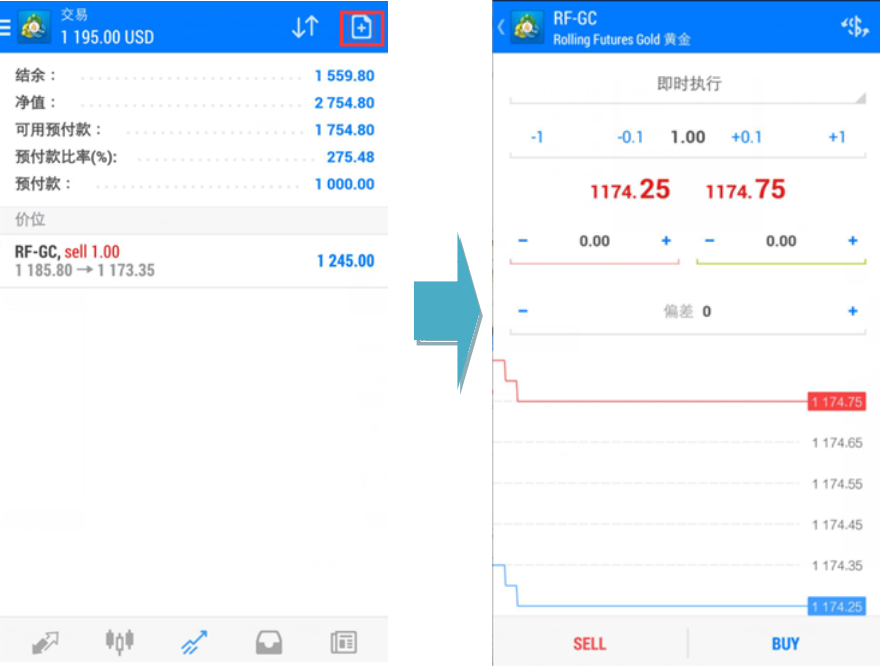 交易
1 195.00 USD
结余： 1 559.80
净值： 2 754.80
可用预付款： 1 754.80
预付款比率(%): 275.48
预付款： 1 000.00
价位
RF-GC, sell 1.00
1 185.80 → 1 173.35
1 245.00
RF-GC
Rolling Futures Gold 黄金
即时执行
-1 -0.1 1.00 +0.1 +1
1174.25 1174.75
- 0.00 + - 0.00 +
- 偏差 0 +
1 174.75
1 174.65
1 174.55
1 174.45
1 174.35
1 174.25
SELL BUY